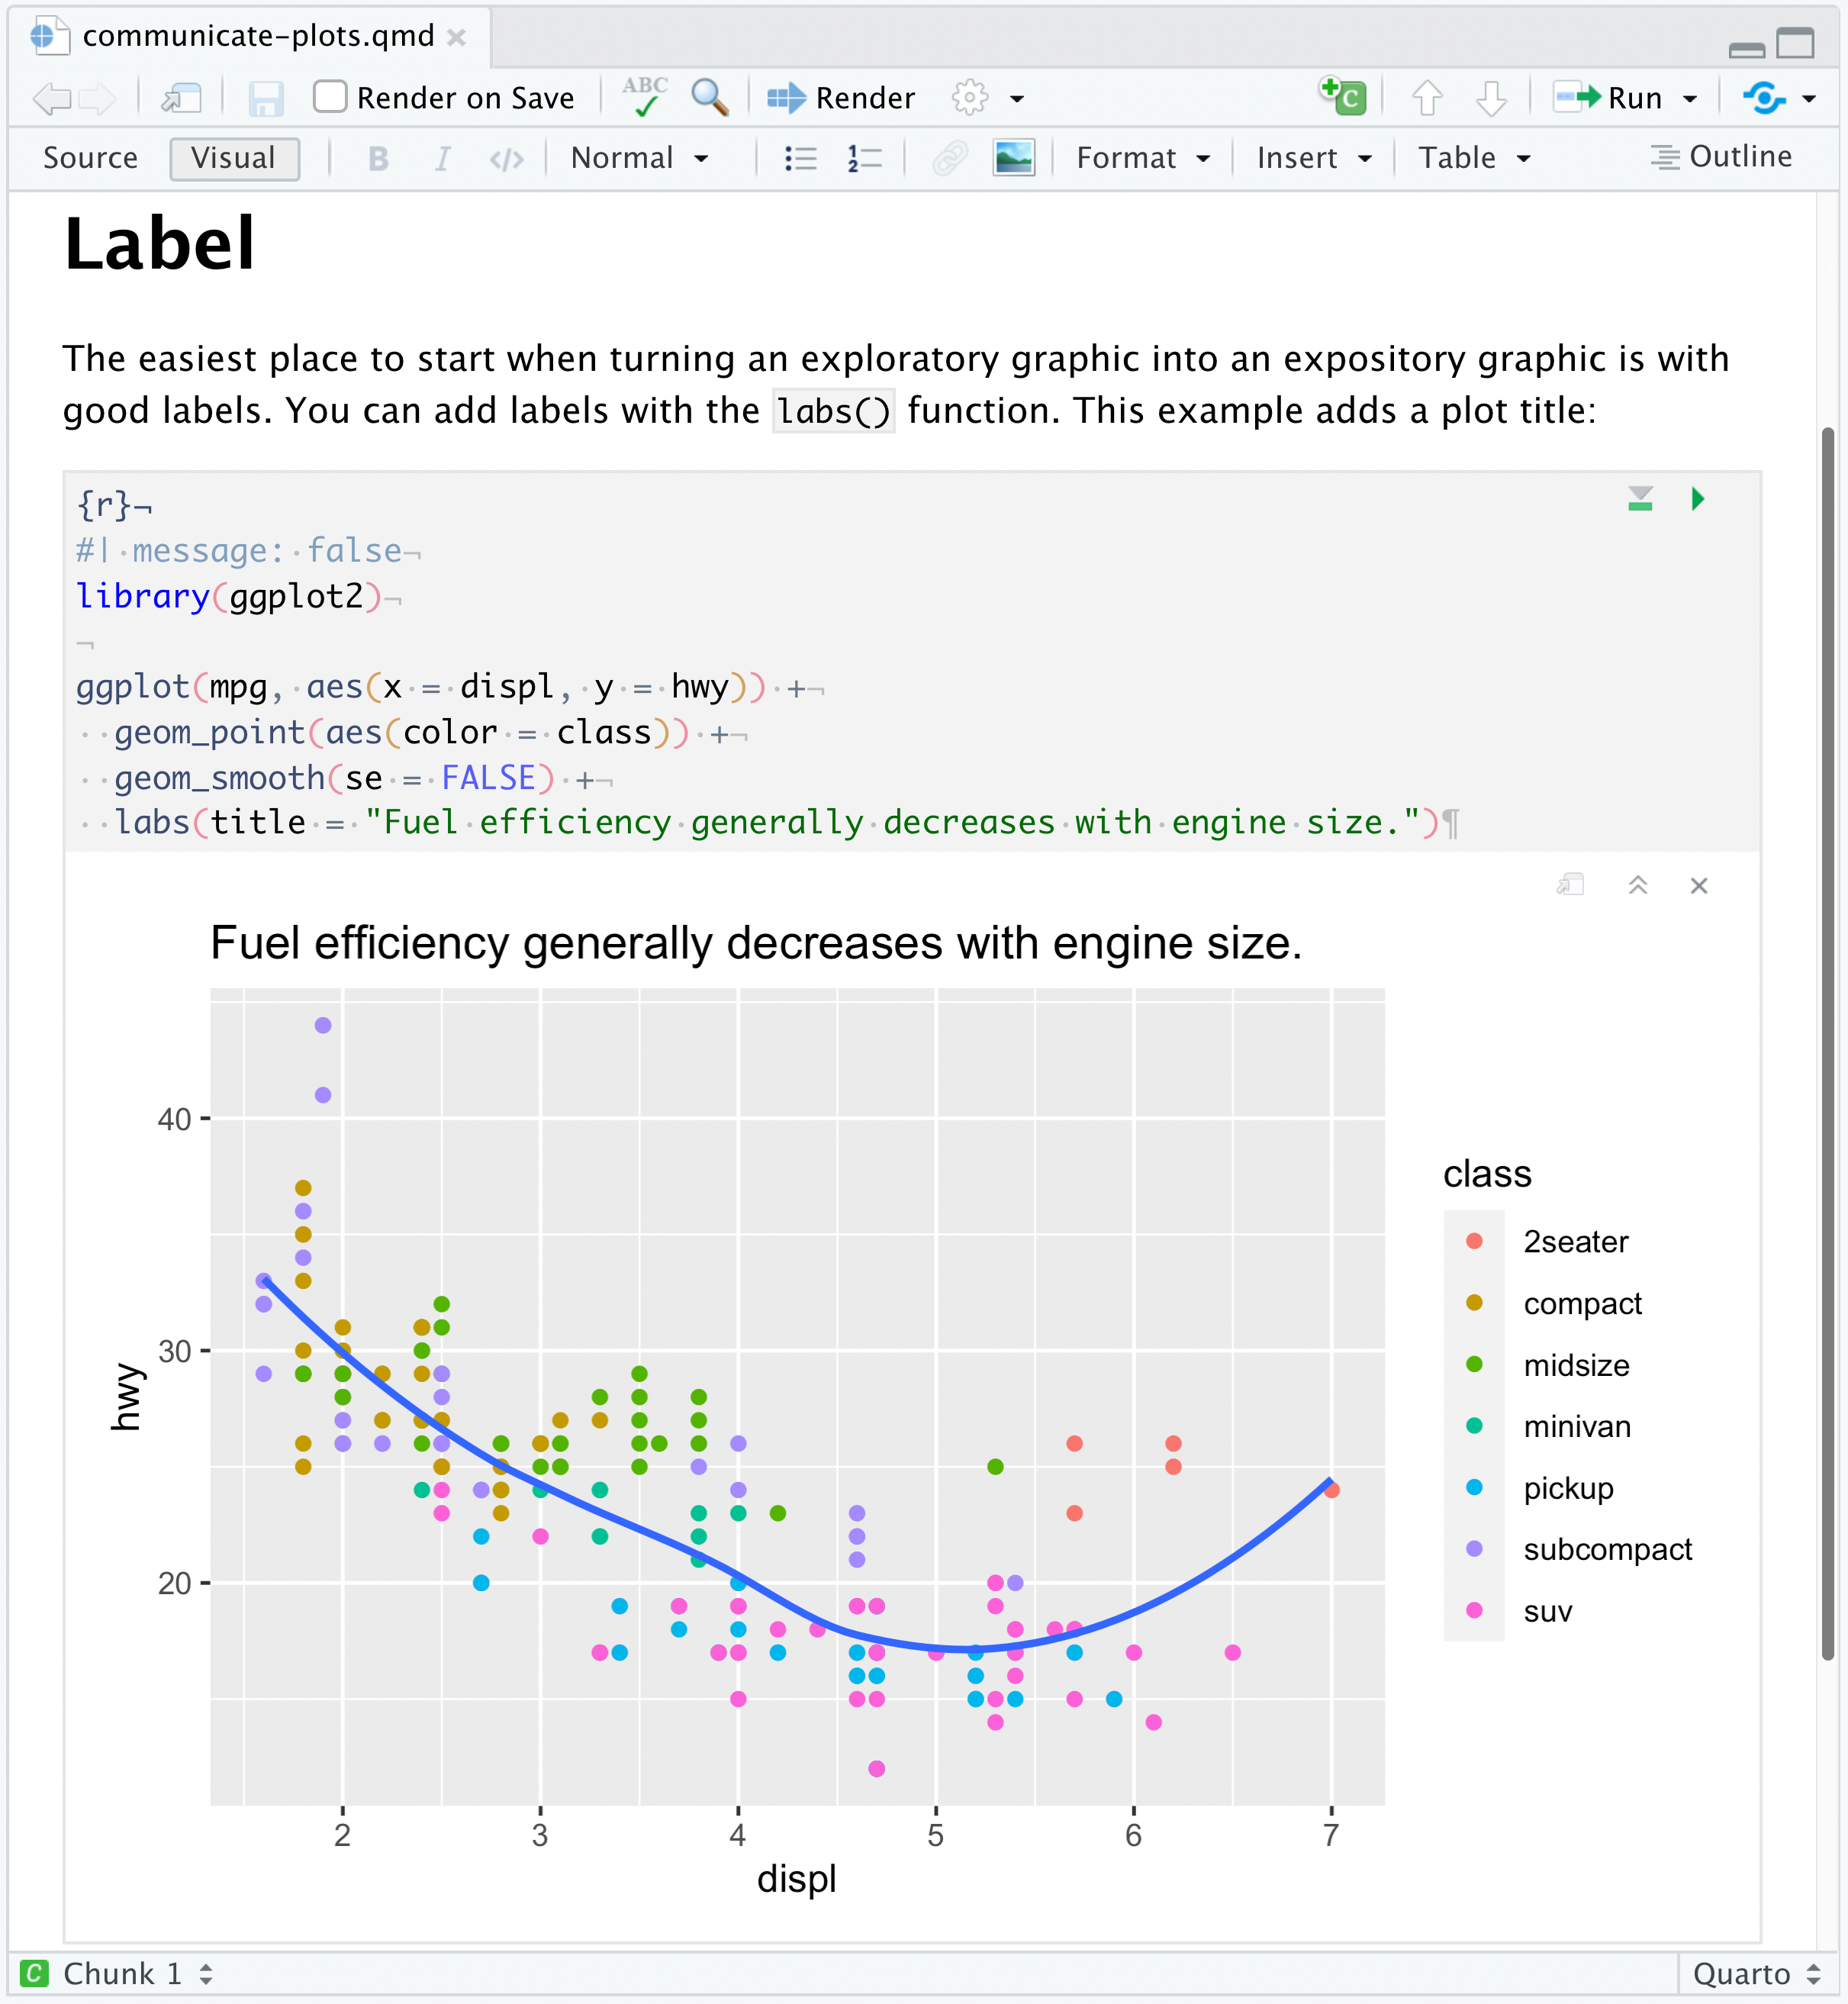 communicate-plots.qmd
Render on Save ABC Render C Run
Source Visual B I </> Normal 1 2 Format Insert Table Outline
Label
The easiest place to start when turning an exploratory graphic into an expository graphic is with
good labels. You can add labels with the labs() function. This example adds a plot title:
{r}¬
#|·message:·false¬
library(ggplot2)¬
¬
ggplot(mpg,·aes(x·=·displ,·y·=·hwy))·+¬
··geom_point(aes(color·=·class))·+¬
··geom_smooth(se·=·FALSE)·+¬
··labs(title·=·"Fuel·efficiency·generally·decreases·with·engine·size.")¶
Fuel efficiency generally decreases with engine size.
40
30
20
hwy
2 3 4 5 6 7
displ
class
2seater
compact
midsize
minivan
pickup
subcompact
suv
C Chunk 1 Quarto